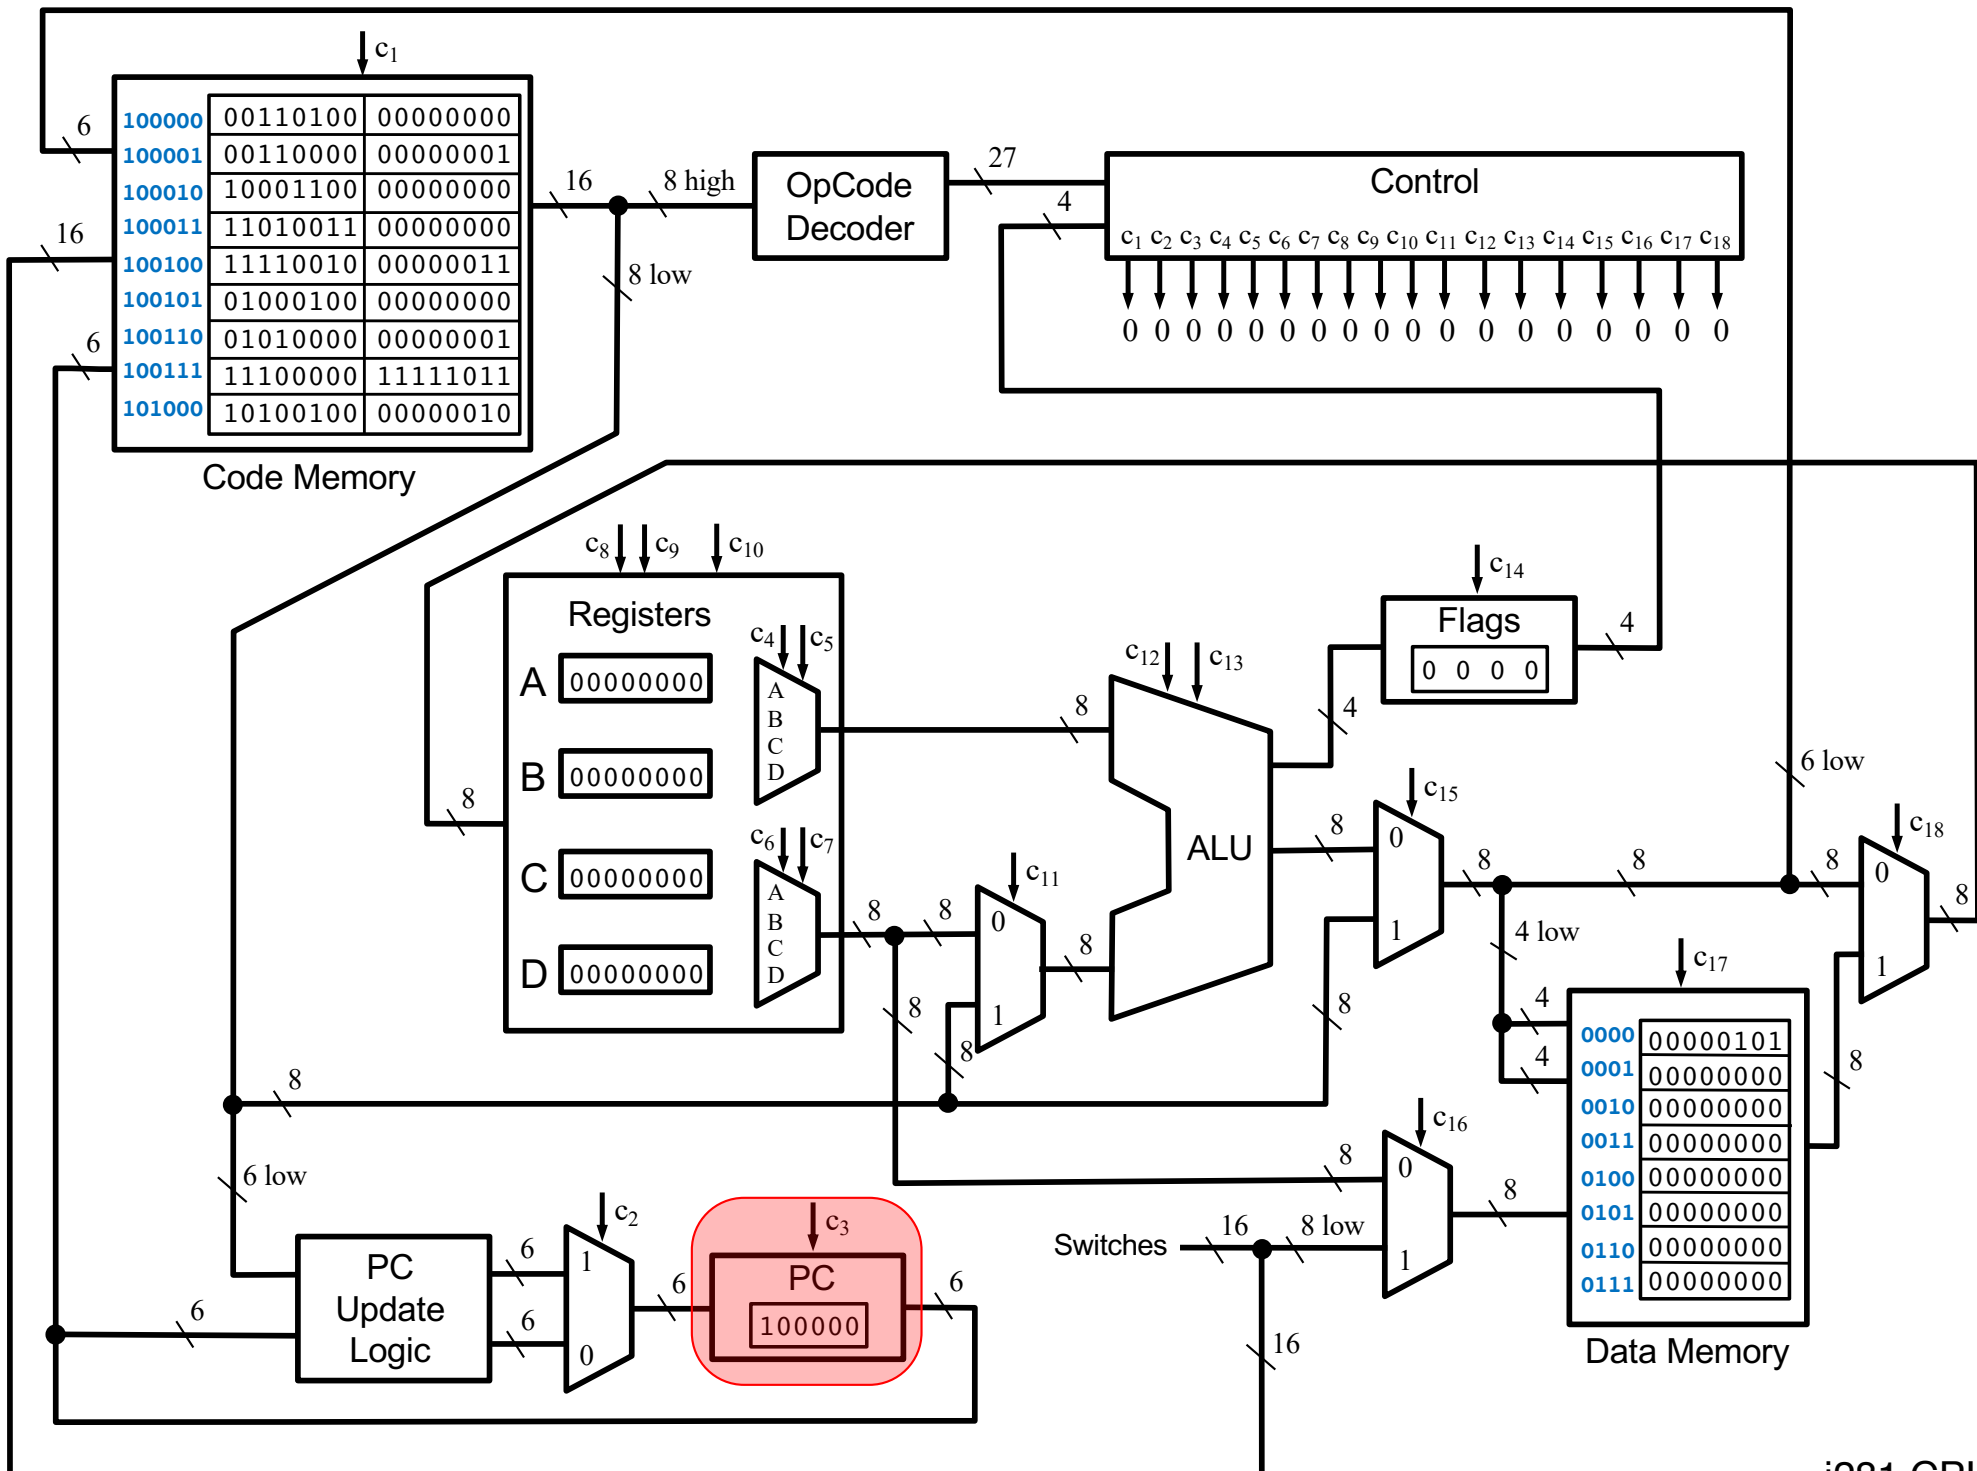 c1
6
16
6
100000 00110100 00000000
100001 00110000 00000001
100010 10001100 00000000
100011 11010011 00000000
100100 11110010 00000011
100101 01000100 00000000
100110 01010000 00000001
100111 11100000 11111011
101000 10100100 00000010
Code Memory
16
8 high
8 low
OpCode
Decoder
27
4
Control
c1 c2 c3 c4 c5 c6 c7 c8 c9 c10 c11 c12 c13 c14 c15 c16 c17 c18
0 0 0 0 0 0 0 0 0 0 0 0 0 0 0 0 0 0
c8 c9 c10
Registers
A 00000000
B 00000000
C 00000000
D 00000000
8
c4 c5
A
B
C
D
c6 c7
A
B
C
D
8
8
8
8
c11
0
1
8
8
c12 c13
ALU
4
8
c14
Flags
0 0 0 0
4
c15
0
1
8
8
8
4 low
6 low
8
c18
0
1
8
c17
4
4
0000 00000101
0001 00000000
0010 00000000
0011 00000000
0100 00000000
0101 00000000
0110 00000000
0111 00000000
Data Memory
8
8
6 low
6
PC
Update
Logic
6
6
c2
1
0
6
c3
PC
100000
6
Switches
16
8 low
16
8
c16
0
1
8